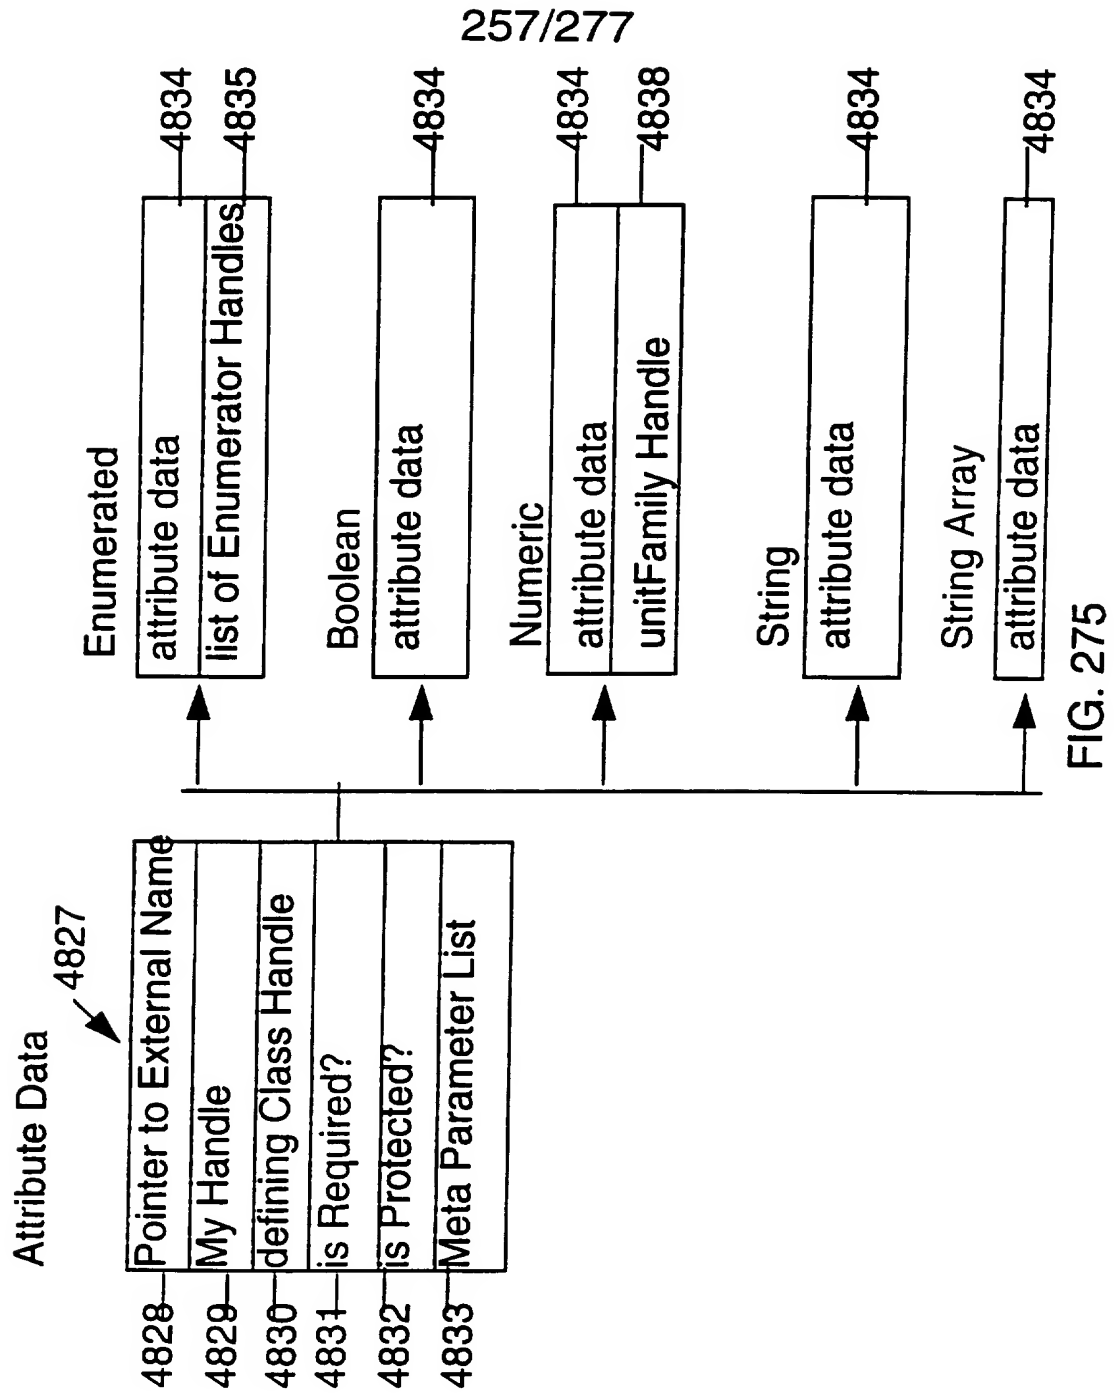 257/277
Attribute Data
4827
4828
Pointer to External Name
4829
My Handle
4830
defining Class Handle
4831
is Required?
4832
is Protected?
4833
Meta Parameter List
Enumerated
attribute data
4834
list of Enumerator Handles
4835
Boolean
attribute data
4834
Numeric
attribute data
4834
unitFamily Handle
4838
String
attribute data
4834
String Array
attribute data
4834
FIG. 275